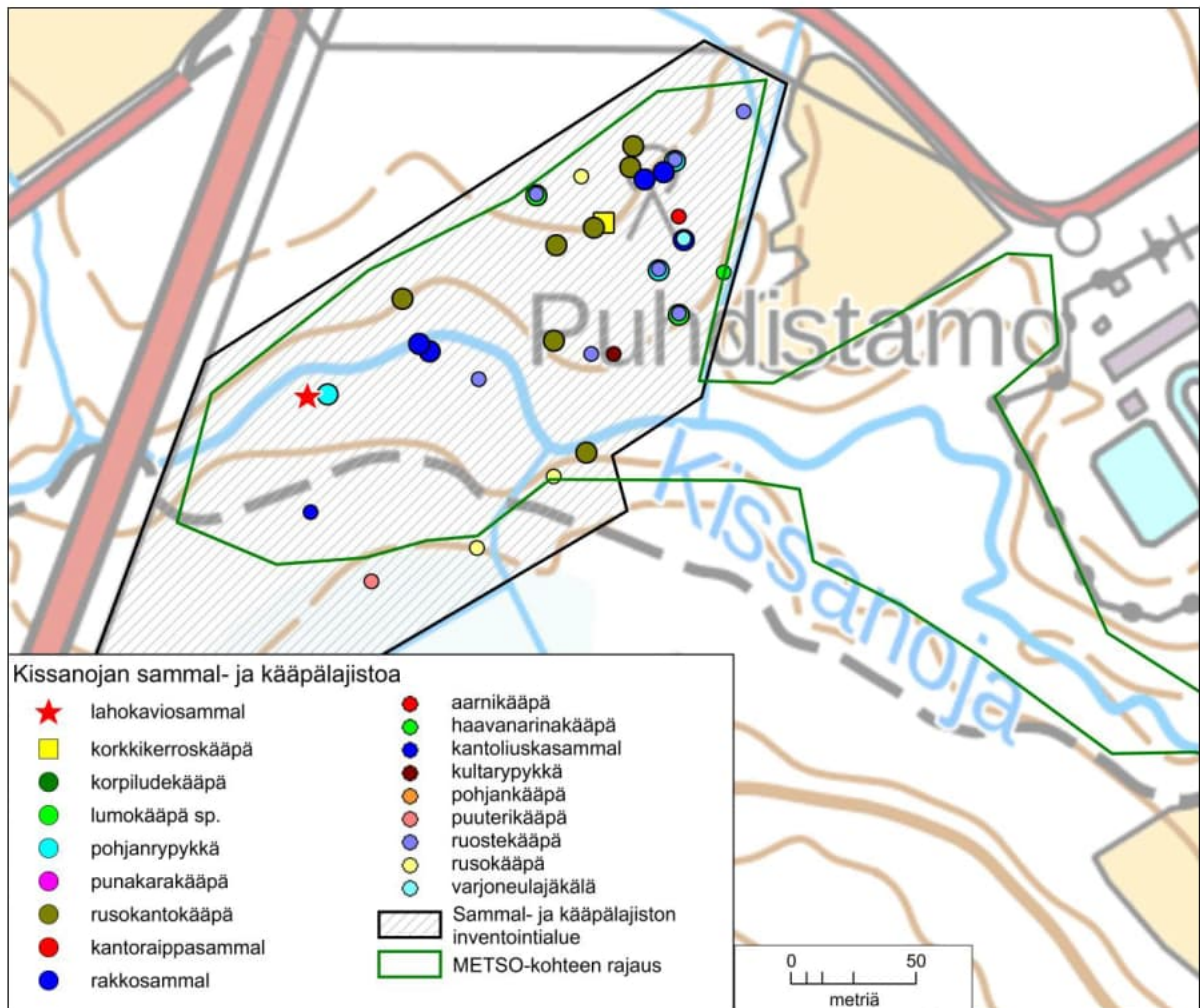 Puhdistamo
Kissanoja
Kissanojan sammal- ja kääpälajistoa
lahokaviosammal
korkkikerroskääpä
korpiludekääpä
lumokääpä sp.
pohjanrypykkä
punakarakääpä
rusokantokääpä
kantoraippasammal
rakkosammal
aarnikääpä
haavanarinakääpä
kantoliuskasammal
kultarypykkä
pohjankääpä
puuterikääpä
ruostekääpä
rusokääpä
varjoneulajäkälä
Sammal- ja kääpälajiston
inventointialue
METSO-kohteen rajaus
0 50
metriä